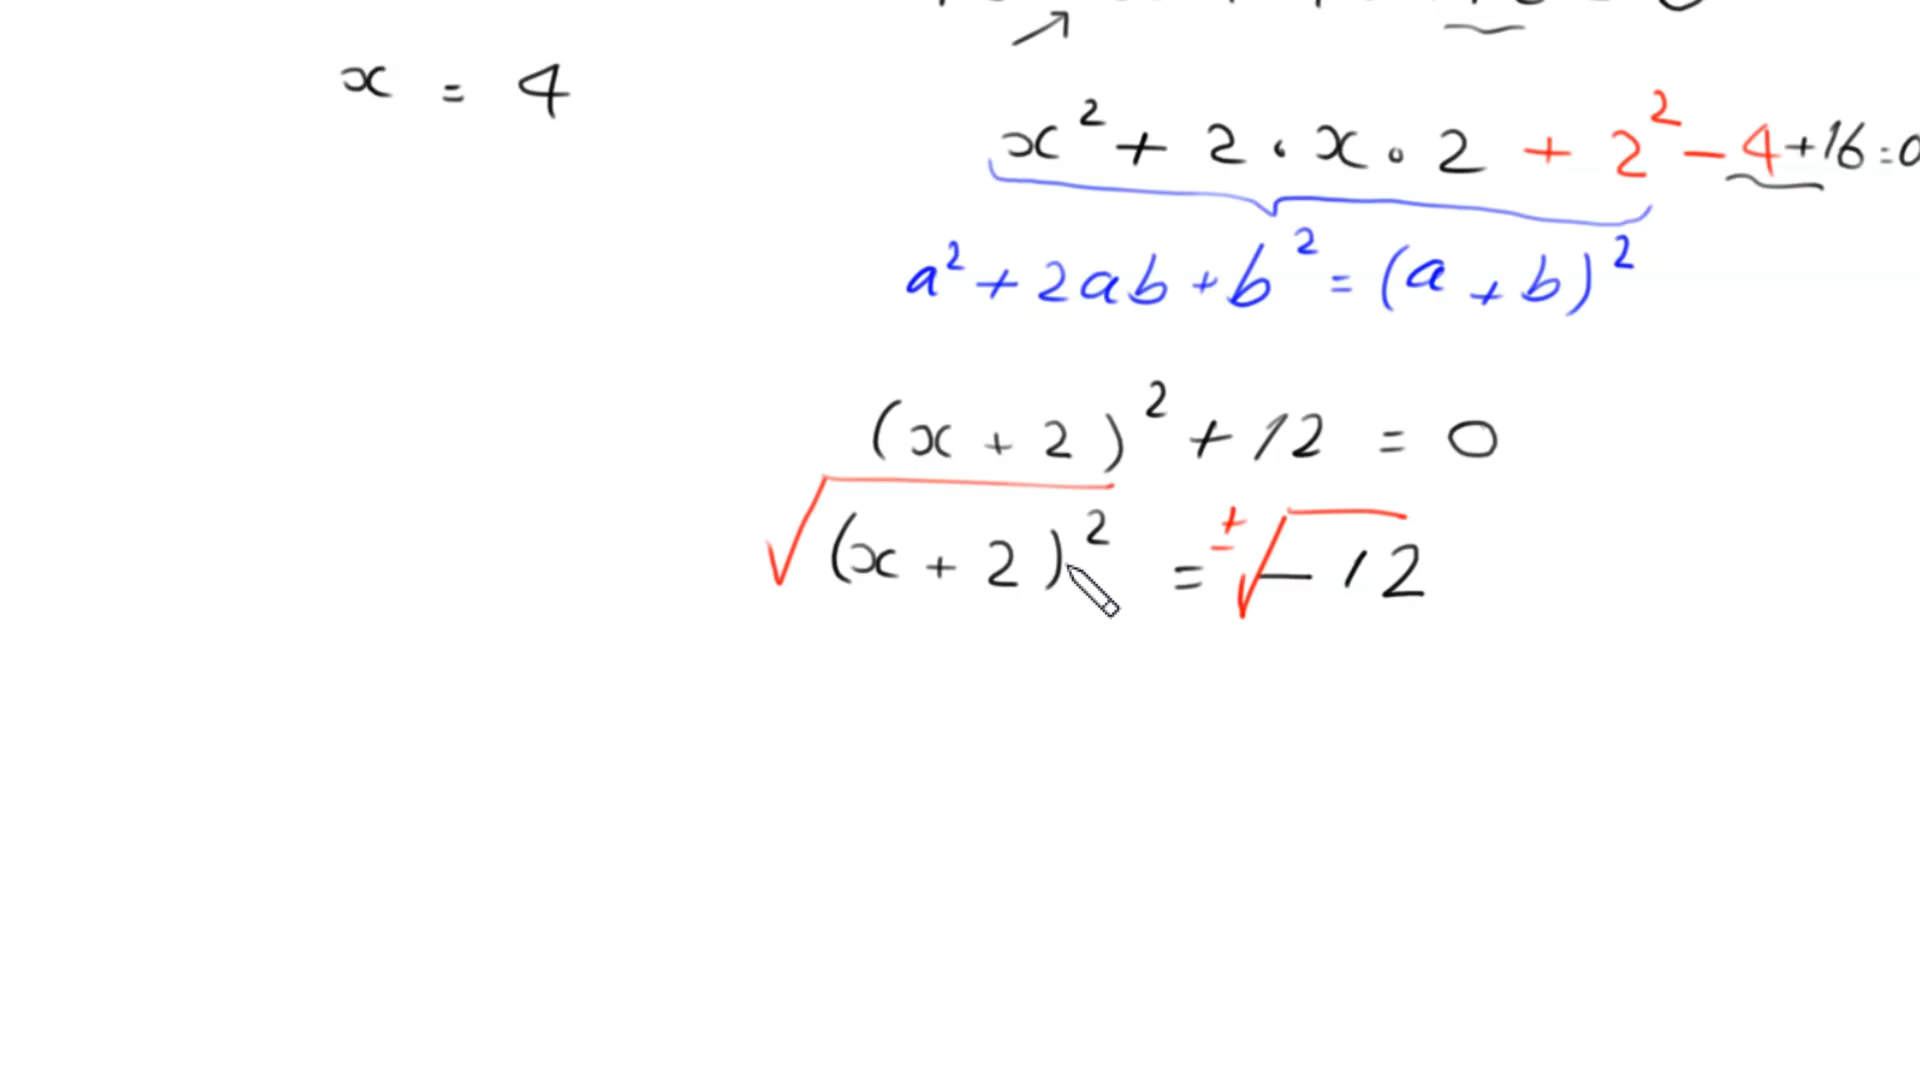 x = 4
x² + 2 · x · 2 + 2² - 4 + 16 = 0
a² + 2ab + b² = (a + b)²
(x + 2)² + 12 = 0
√(x + 2)² = ±√-12